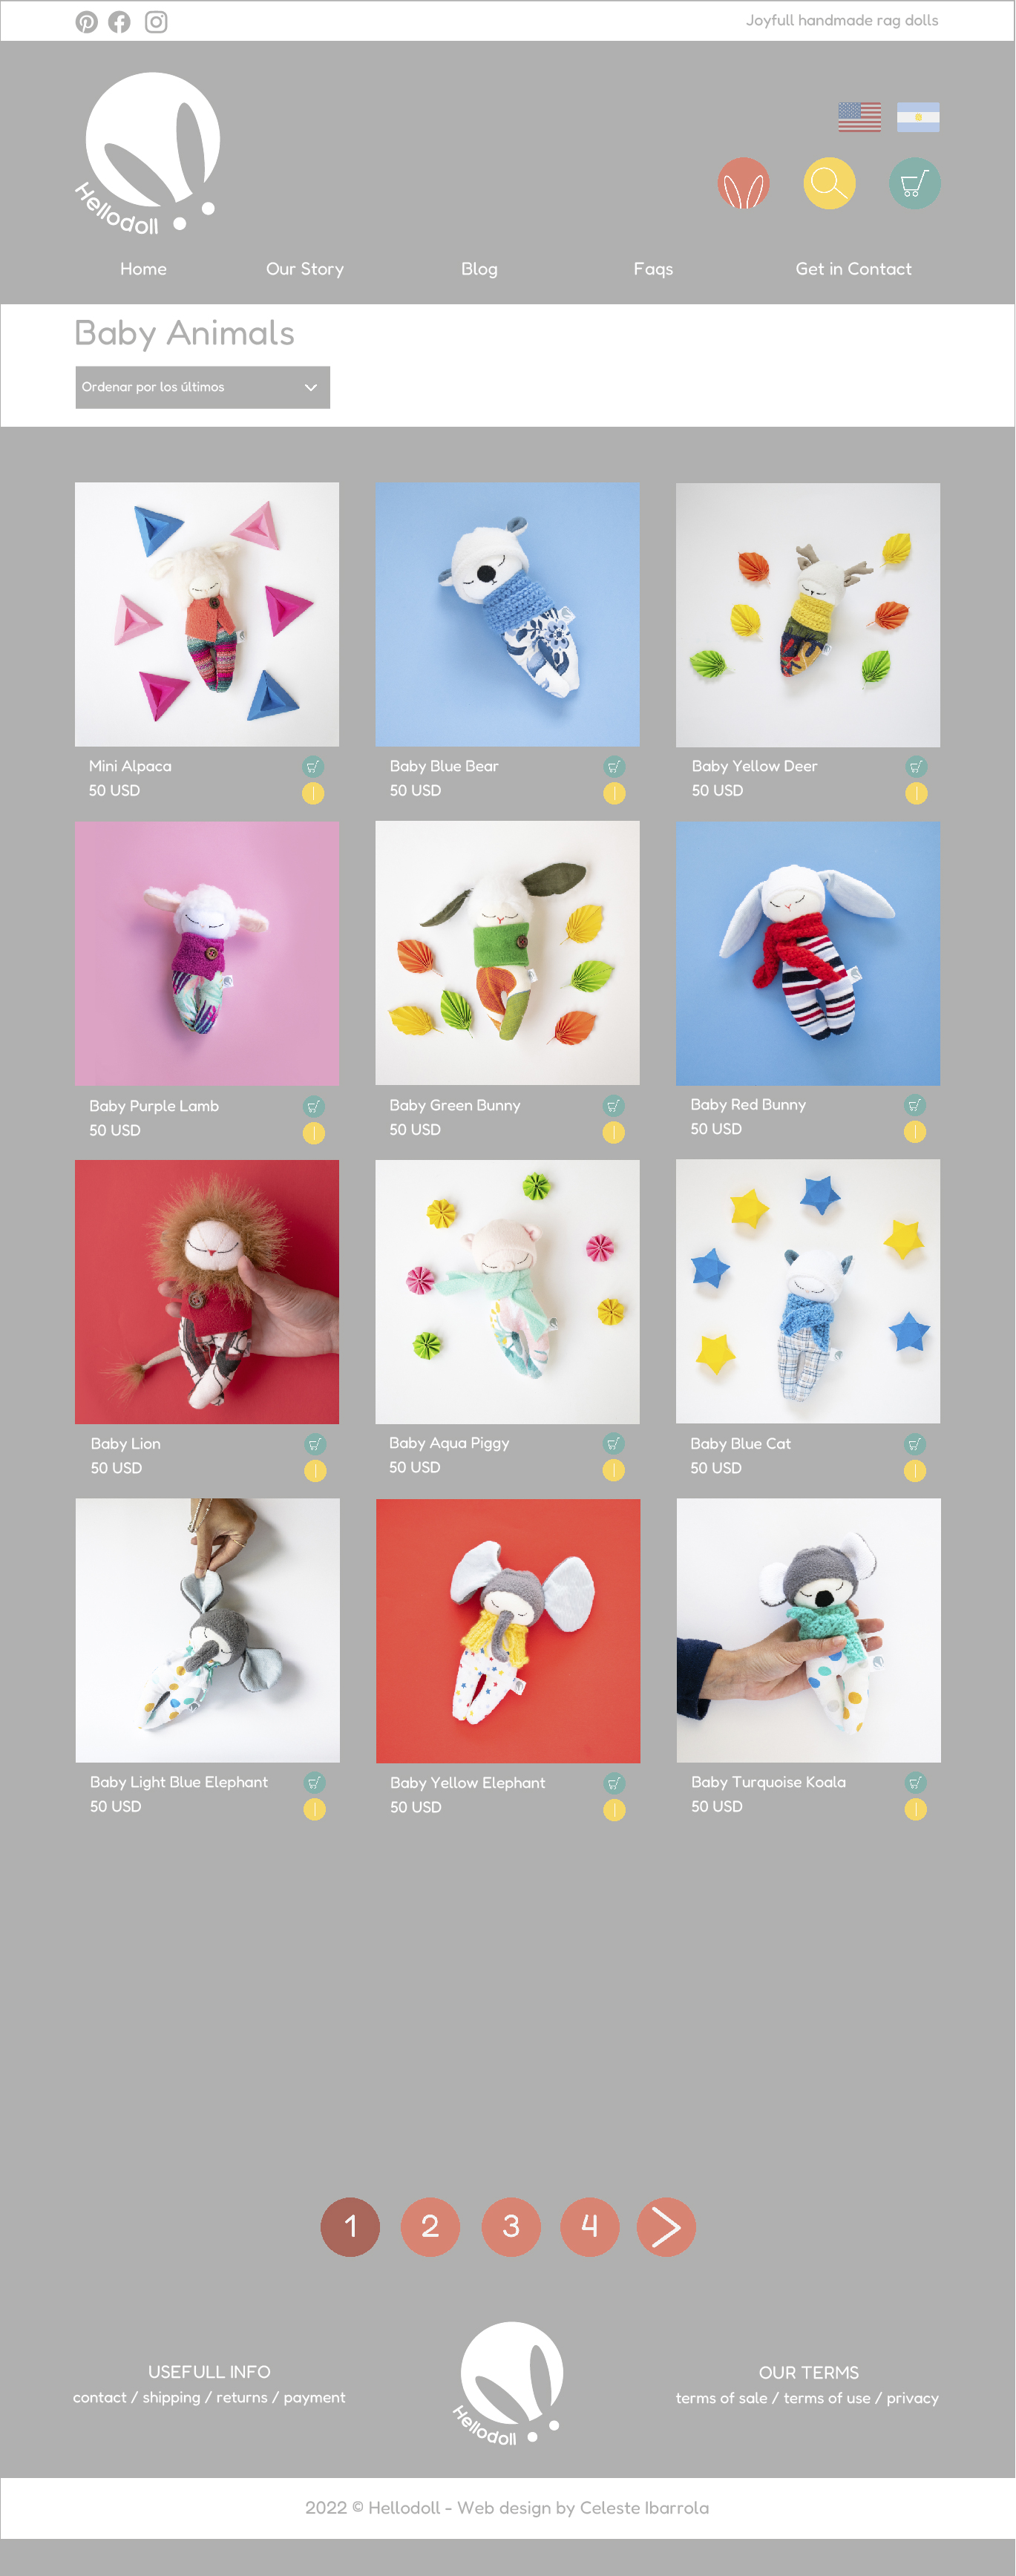 Joyfull handmade rag dolls
Hellodoll
Home
Our Story
Blog
Faqs
Get in Contact
Baby Animals
Ordenar por los últimos
Mini Alpaca
50 USD
Baby Blue Bear
50 USD
Baby Yellow Deer
50 USD
Baby Purple Lamb
50 USD
Baby Green Bunny
50 USD
Baby Red Bunny
50 USD
Baby Lion
50 USD
Baby Aqua Piggy
50 USD
Baby Blue Cat
50 USD
Baby Light Blue Elephant
50 USD
Baby Yellow Elephant
50 USD
Baby Turquoise Koala
50 USD
1 2 3 4
USEFULL INFO
contact / shipping / returns / payment
Hellodoll
OUR TERMS
terms of sale / terms of use / privacy
2022 © Hellodoll - Web design by Celeste Ibarrola